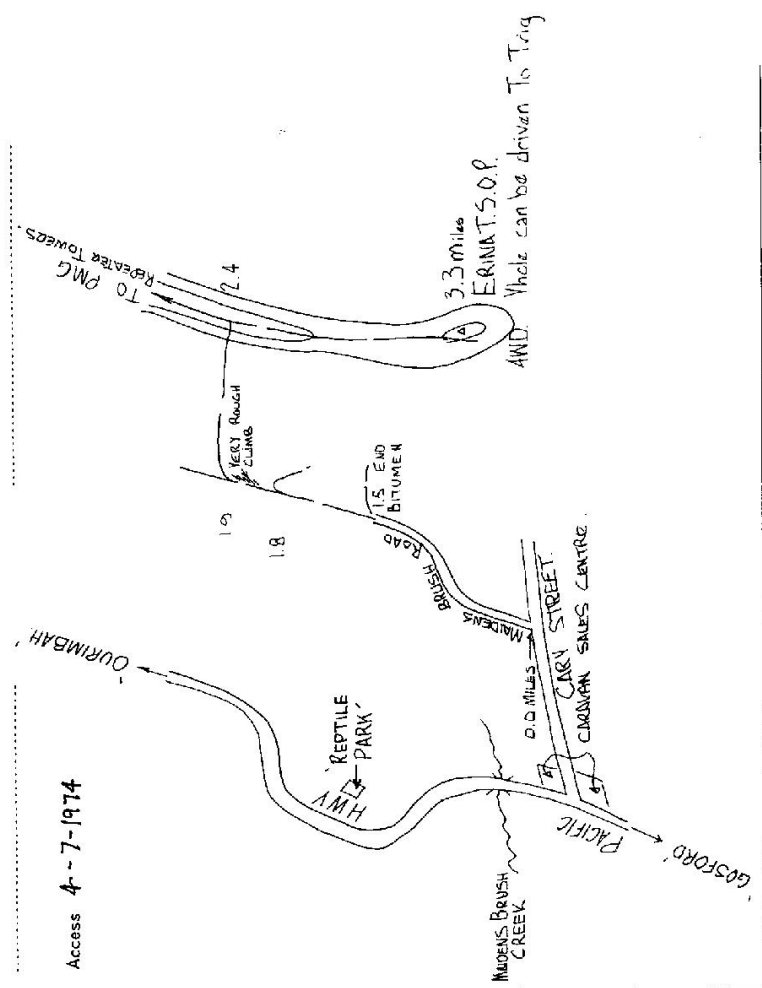 Access 4-7-1974
'OURIMBAH'
'REPTILE
PARK'
HWY
PACIFIC
'GOSFORD'
MAIDENS BRUSH
CREEK
0.0 MILES
CARY STREET.
CARAVAN SALES CENTRE.
MAIDENS
BRUSH
ROAD
1.5 END
BITUMEN
1.8
1.9
VERY ROUGH
CLIMB
2.4
TO PMG
REPEATER TOWERS.
3.3 miles
ERINA T.S.Q.P.
4WD. Vhcle can be driven To Trig